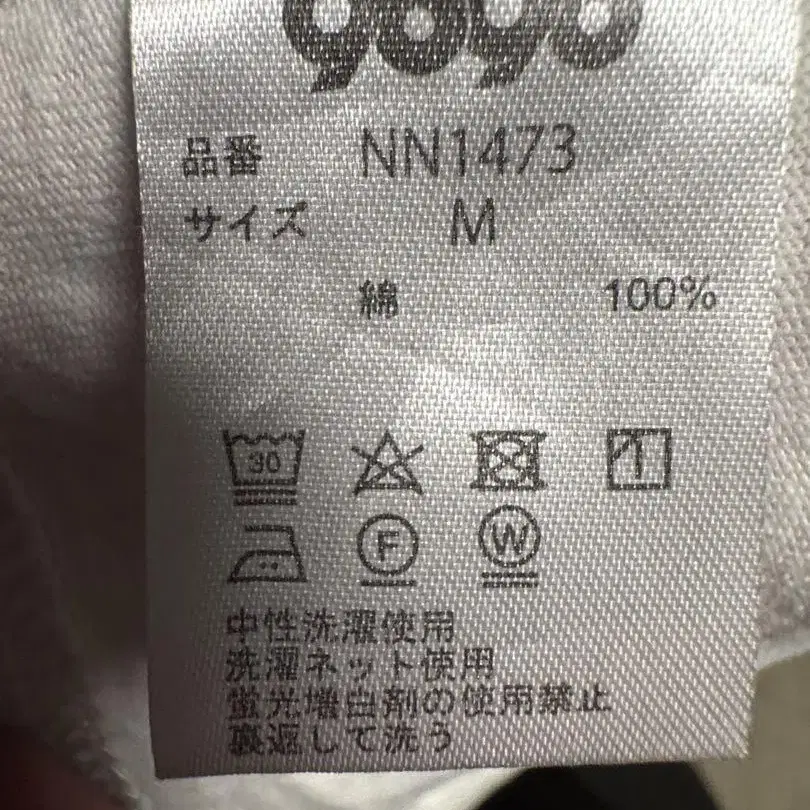 9090
品番 NN1473
サイズ M
綿 100%
30
F W
中性洗濯使用
洗濯ネット使用
蛍光増白剤の使用禁止
裏返して洗う